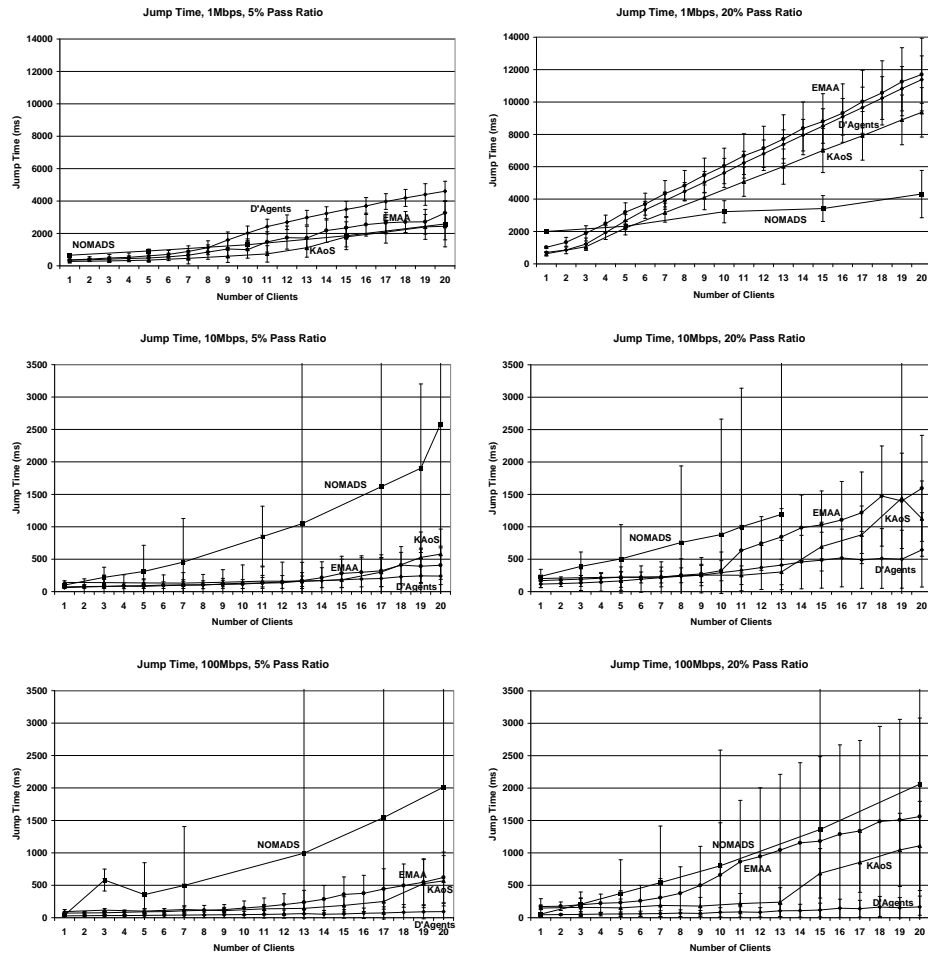 Jump Time, 1Mbps, 5% Pass Ratio
Jump Time (ms)
14000
12000
10000
8000
6000
4000
2000
0
D'Agents
EMAA
NOMADS
KAoS
1 2 3 4 5 6 7 8 9 10 11 12 13 14 15 16 17 18 19 20
Number of Clients
Jump Time, 1Mbps, 20% Pass Ratio
Jump Time (ms)
14000
12000
10000
8000
6000
4000
2000
0
EMAA
D'Agents
KAoS
NOMADS
1 2 3 4 5 6 7 8 9 10 11 12 13 14 15 16 17 18 19 20
Number of Clients
Jump Time, 10Mbps, 5% Pass Ratio
Jump Time (ms)
3500
3000
2500
2000
1500
1000
500
0
NOMADS
KAoS
EMAA
D'Agents
1 2 3 4 5 6 7 8 9 10 11 12 13 14 15 16 17 18 19 20
Number of Clients
Jump Time, 10Mbps, 20% Pass Ratio
Jump Time (ms)
3500
3000
2500
2000
1500
1000
500
0
EMAA
KAoS
NOMADS
D'Agents
1 2 3 4 5 6 7 8 9 10 11 12 13 14 15 16 17 18 19 20
Number of Clients
Jump Time, 100Mbps, 5% Pass Ratio
Jump Time (ms)
3500
3000
2500
2000
1500
1000
500
0
NOMADS
EMAA
KAoS
D'Agents
1 2 3 4 5 6 7 8 9 10 11 12 13 14 15 16 17 18 19 20
Number of Clients
Jump Time, 100Mbps, 20% Pass Ratio
Jump Time (ms)
3500
3000
2500
2000
1500
1000
500
0
NOMADS
EMAA
KAoS
D'Agents
1 2 3 4 5 6 7 8 9 10 11 12 13 14 15 16 17 18 19 20
Number of Clients